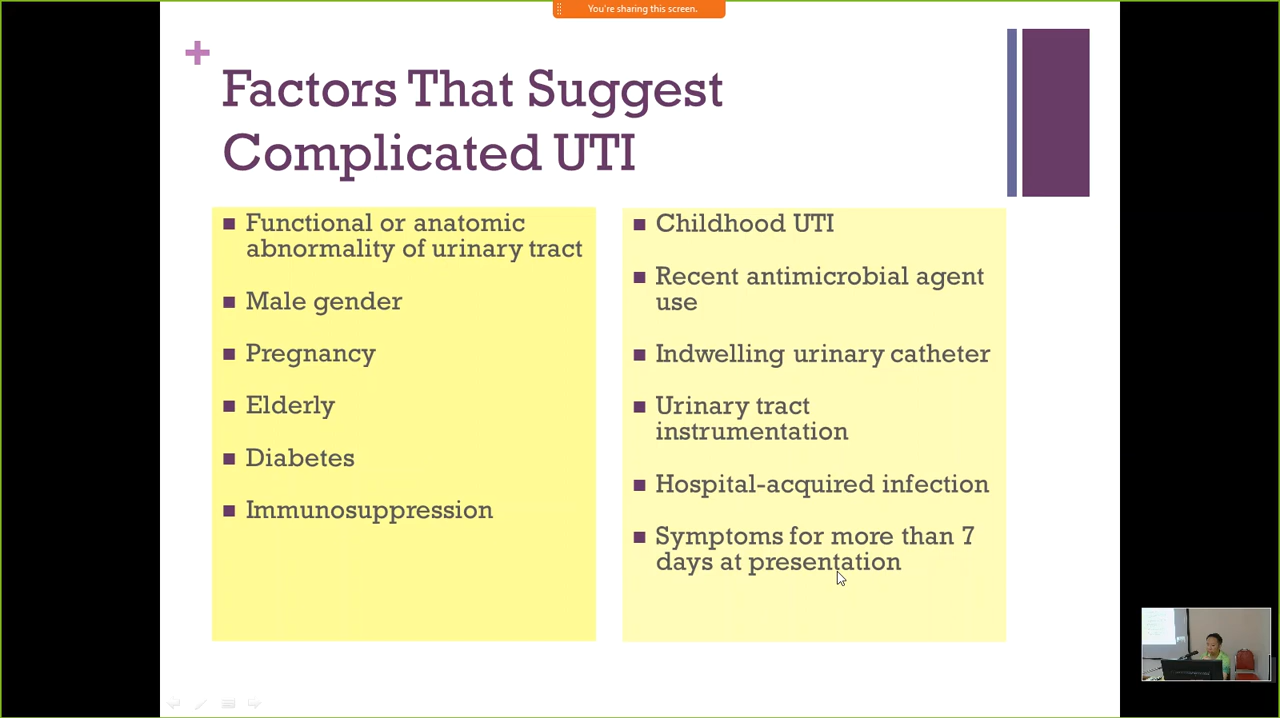 You're sharing this screen.
+
Factors That Suggest
Complicated UTI
Functional or anatomic
abnormality of urinary tract
Male gender
Pregnancy
Elderly
Diabetes
Immunosuppression
Childhood UTI
Recent antimicrobial agent
use
Indwelling urinary catheter
Urinary tract
instrumentation
Hospital-acquired infection
Symptoms for more than 7
days at presentation